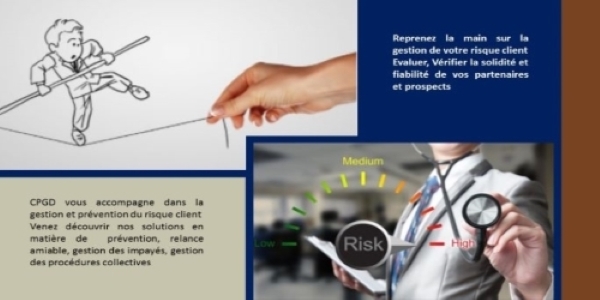 Reprenez la main sur la
gestion de votre risque client
Evaluer, Vérifier la solidité et
fiabilité de vos partenaires
et prospects
Medium
Low
Risk
High
CPGD vous accompagne dans la
gestion et prévention du risque client
Venez découvrir nos solutions en
matière de prévention, relance
amiable, gestion des impayés, gestion
des procédures collectives